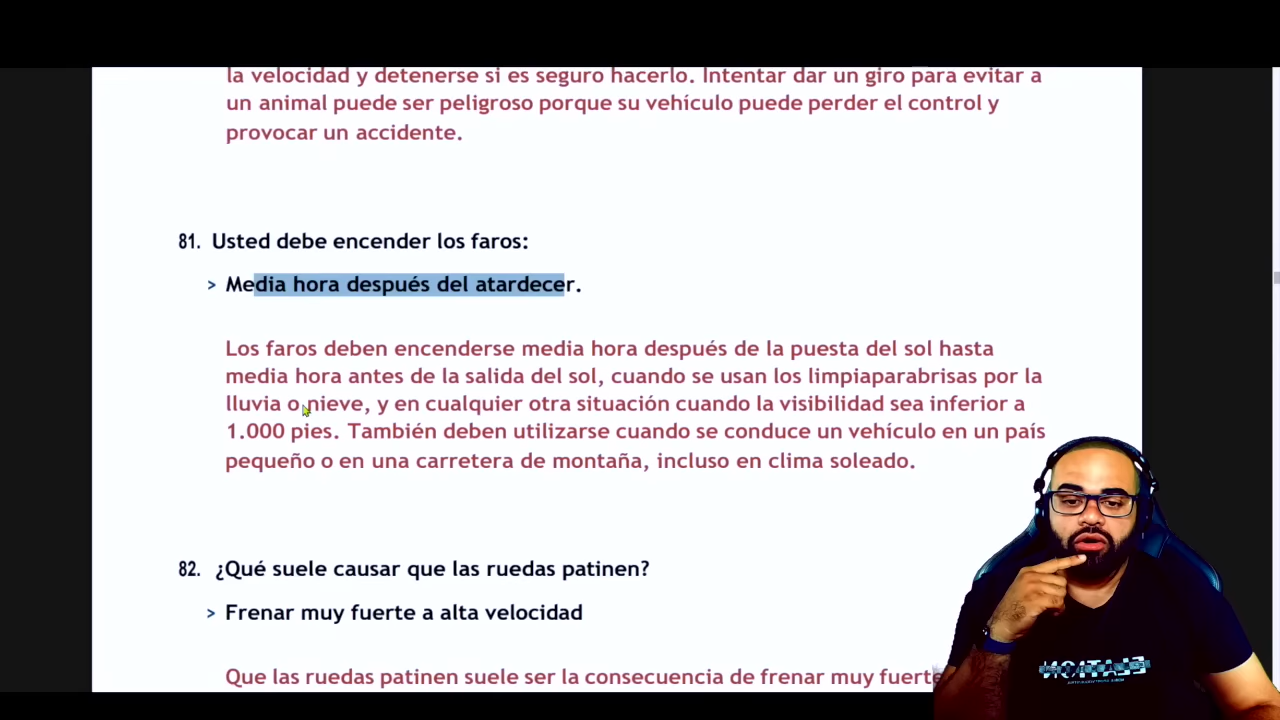 la velocidad y detenerse si es seguro hacerlo. Intentar dar un giro para evitar a
un animal puede ser peligroso porque su vehículo puede perder el control y
provocar un accidente.
81. Usted debe encender los faros:
> Media hora después del atardecer.
Los faros deben encenderse media hora después de la puesta del sol hasta
media hora antes de la salida del sol, cuando se usan los limpiaparabrisas por la
lluvia o nieve, y en cualquier otra situación cuando la visibilidad sea inferior a
1.000 pies. También deben utilizarse cuando se conduce un vehículo en un país
pequeño o en una carretera de montaña, incluso en clima soleado.
82. ¿Qué suele causar que las ruedas patinen?
> Frenar muy fuerte a alta velocidad
Que las ruedas patinen suele ser la consecuencia de frenar muy fuerte